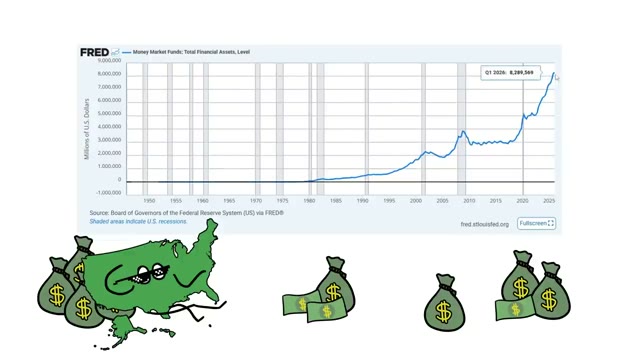 FRED — Money Market Funds: Total Financial Assets, Level
9,000,000
Q1 2026: 8,289,569
8,000,000
7,000,000
6,000,000
5,000,000
4,000,000
3,000,000
2,000,000
1,000,000
0
-1,000,000
Millions of U.S. Dollars
1950 1955 1960 1965 1970 1975 1980 1985 1990 1995 2000 2005 2010 2015 2020 2025
Source: Board of Governors of the Federal Reserve System (US) via FRED®
Shaded areas indicate U.S. recessions.
fred.stlouisfed.org
Fullscreen
$
$
$
$
$
$
$
$
$
$